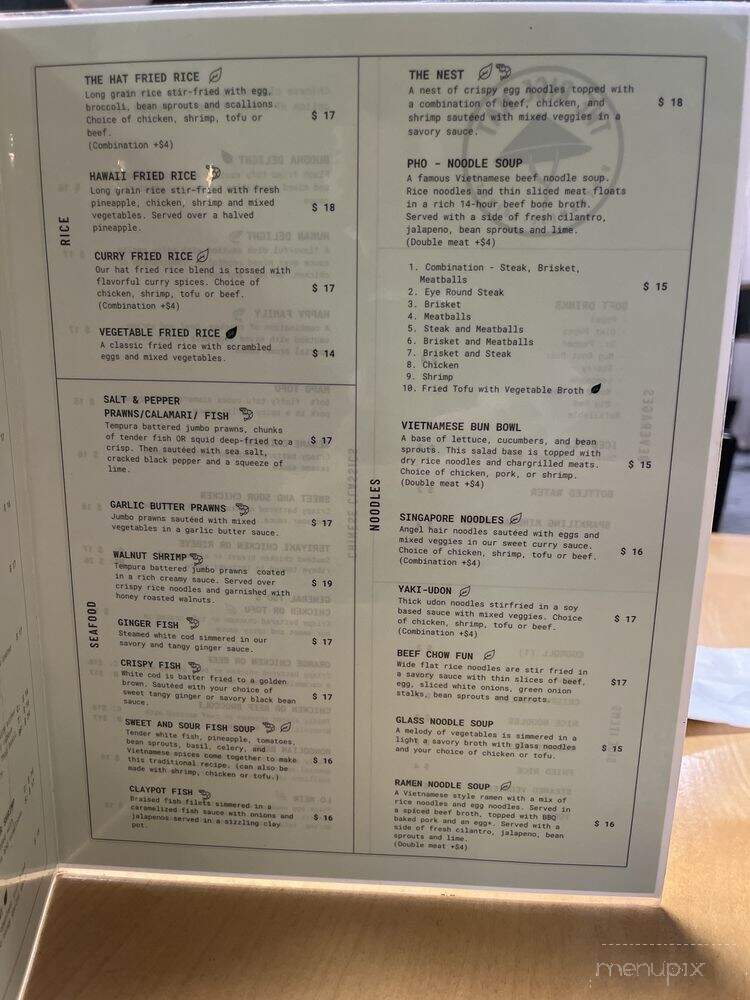 RICE
THE HAT FRIED RICE
Long grain rice stir-fried with egg,
broccoli, bean sprouts and scallions.
Choice of chicken, shrimp, tofu or
beef.
(Combination +$4)
$ 17
HAWAII FRIED RICE
Long grain rice stir-fried with fresh
pineapple, chicken, shrimp and mixed
vegetables. Served over a halved
pineapple.
$ 18
CURRY FRIED RICE
Our hat fried rice blend is tossed with
flavorful curry spices. Choice of
chicken, shrimp, tofu or beef.
(Combination +$4)
$ 17
VEGETABLE FRIED RICE
A classic fried rice with scrambled
eggs and mixed vegetables.
$ 14
SEAFOOD
SALT & PEPPER
PRAWNS/CALAMARI/ FISH
Tempura battered jumbo prawns, chunks
of tender fish OR squid deep-fried to a
crisp. Then sautéed with sea salt,
cracked black pepper and a squeeze of
lime.
$ 17
GARLIC BUTTER PRAWNS
Jumbo prawns sautéed with mixed
vegetables in a garlic butter sauce.
$ 17
WALNUT SHRIMP
Tempura battered jumbo prawns coated
in a rich creamy sauce. Served over
crispy rice noodles and garnished with
honey roasted walnuts.
$ 19
GINGER FISH
Steamed white cod simmered in our
savory and tangy ginger sauce.
$ 17
CRISPY FISH
White cod is batter fried to a golden
brown. Sautéed with your choice of
sweet tangy ginger or savory black bean
sauce.
$ 17
SWEET AND SOUR FISH SOUP
Tender white fish, pineapple, tomatoes,
bean sprouts, basil, celery, and
Vietnamese spices come together to make
this traditional recipe. (can also be
made with shrimp, chicken or tofu.)
$ 16
CLAYPOT FISH
Braised fish filets simmered in a
caramelized fish sauce with onions and
jalapenos served in a sizzling clay
pot.
$ 16
NOODLES
THE NEST
A nest of crispy egg noodles topped with
a combination of beef, chicken, and
shrimp sautéed with mixed veggies in a
savory sauce.
$ 18
PHO - NOODLE SOUP
A famous Vietnamese beef noodle soup.
Rice noodles and thin sliced meat floats
in a rich 14-hour beef bone broth.
Served with a side of fresh cilantro,
jalapeno, bean sprouts and lime.
(Double meat +$4)
1. Combination - Steak, Brisket,
Meatballs
2. Eye Round Steak
3. Brisket
4. Meatballs
5. Steak and Meatballs
6. Brisket and Meatballs
7. Brisket and Steak
8. Chicken
9. Shrimp
10. Fried Tofu with Vegetable Broth
$ 15
VIETNAMESE BUN BOWL
A base of lettuce, cucumbers, and bean
sprouts. This salad base is topped with
dry rice noodles and chargrilled meats.
Choice of chicken, pork, or shrimp.
(Double meat +$4)
$ 15
SINGAPORE NOODLES
Angel hair noodles sautéed with eggs and
mixed veggies in our sweet curry sauce.
Choice of chicken, shrimp, tofu or beef.
(Combination +$4)
$ 16
YAKI-UDON
Thick udon noodles stirfried in a soy
based sauce with mixed veggies. Choice
of chicken, shrimp, tofu or beef.
(Combination +$4)
$ 17
BEEF CHOW FUN
Wide flat rice noodles are stir fried in
a savory sauce with thin slices of beef,
egg, sliced white onions, green onion
stalks, bean sprouts and carrots.
$17
GLASS NOODLE SOUP
A melody of vegetables is simmered in a
light a savory broth with glass noodles
and your choice of chicken or tofu.
$ 15
RAMEN NOODLE SOUP
A Vietnamese style ramen with a mix of
rice noodles and egg noodles. Served in
a spiced beef broth, topped with BBQ
baked pork and an egg*. Served with a
side of fresh cilantro, jalapeno, bean
sprouts and lime.
(Double meat +$4)
$ 16
menupix